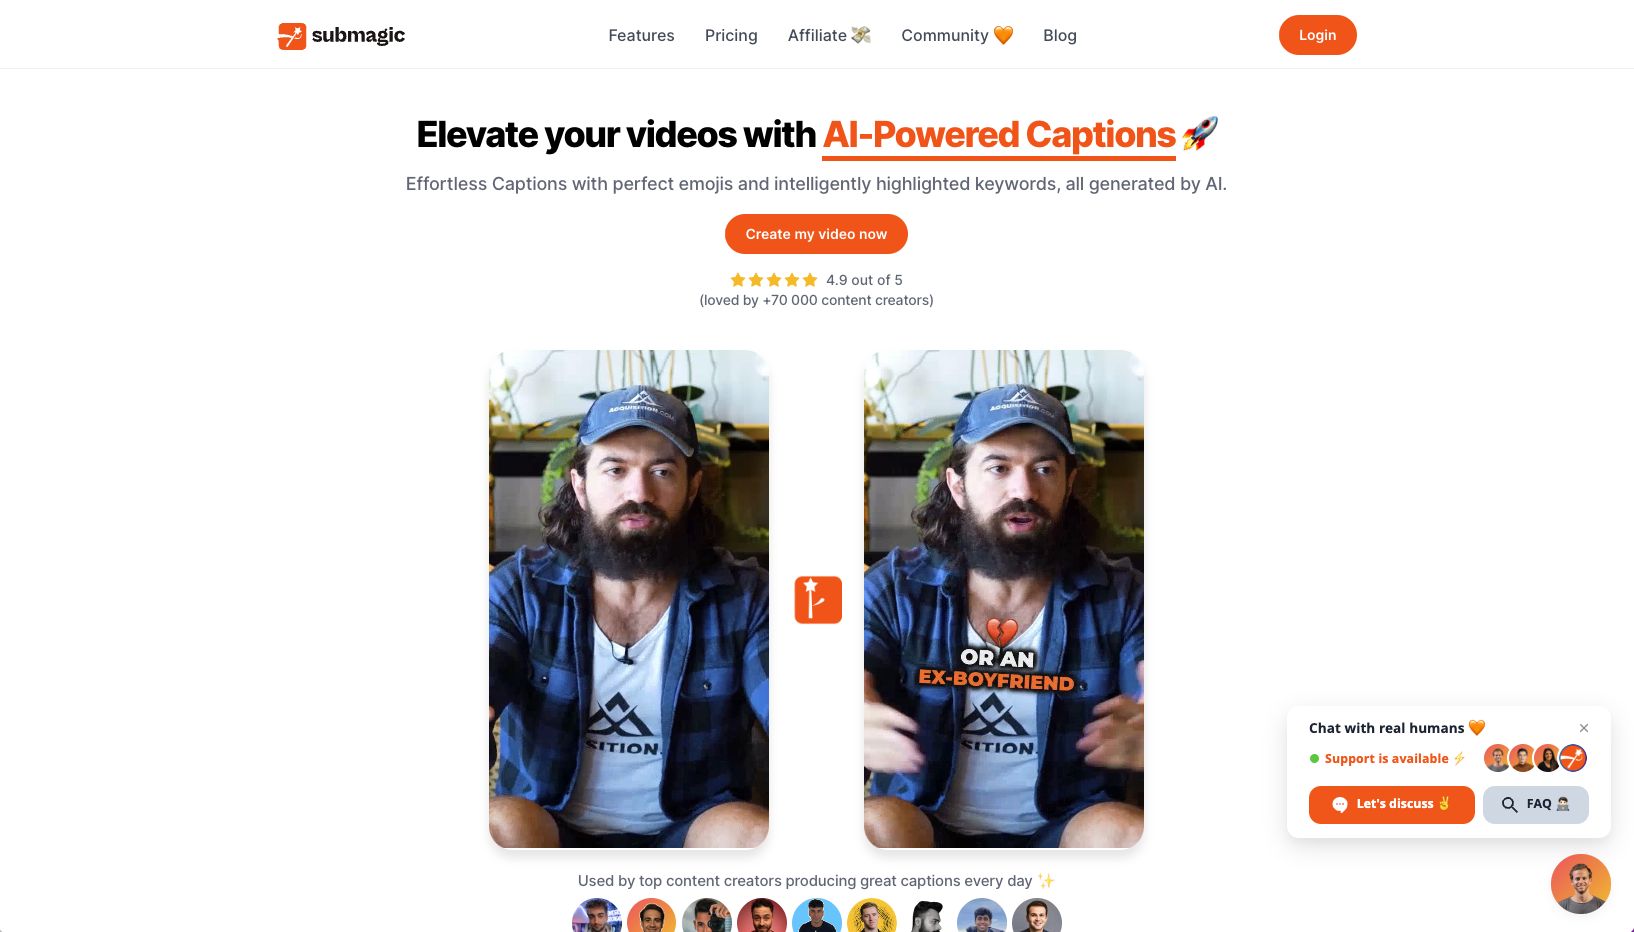 submagic
Features
Pricing
Affiliate 💸
Community 🧡
Blog
Login
Elevate your videos with AI-Powered Captions 🚀
Effortless Captions with perfect emojis and intelligently highlighted keywords, all generated by AI.
Create my video now
4.9 out of 5
(loved by +70 000 content creators)
ACQUISITION.COM
SITION.
ACQUISITION.COM
OR AN
EX-BOYFRIEND
SITION.
Used by top content creators producing great captions every day ✨
Chat with real humans 🧡
Support is available ⚡
Let's discuss ✌
FAQ 👨🏻‍💻